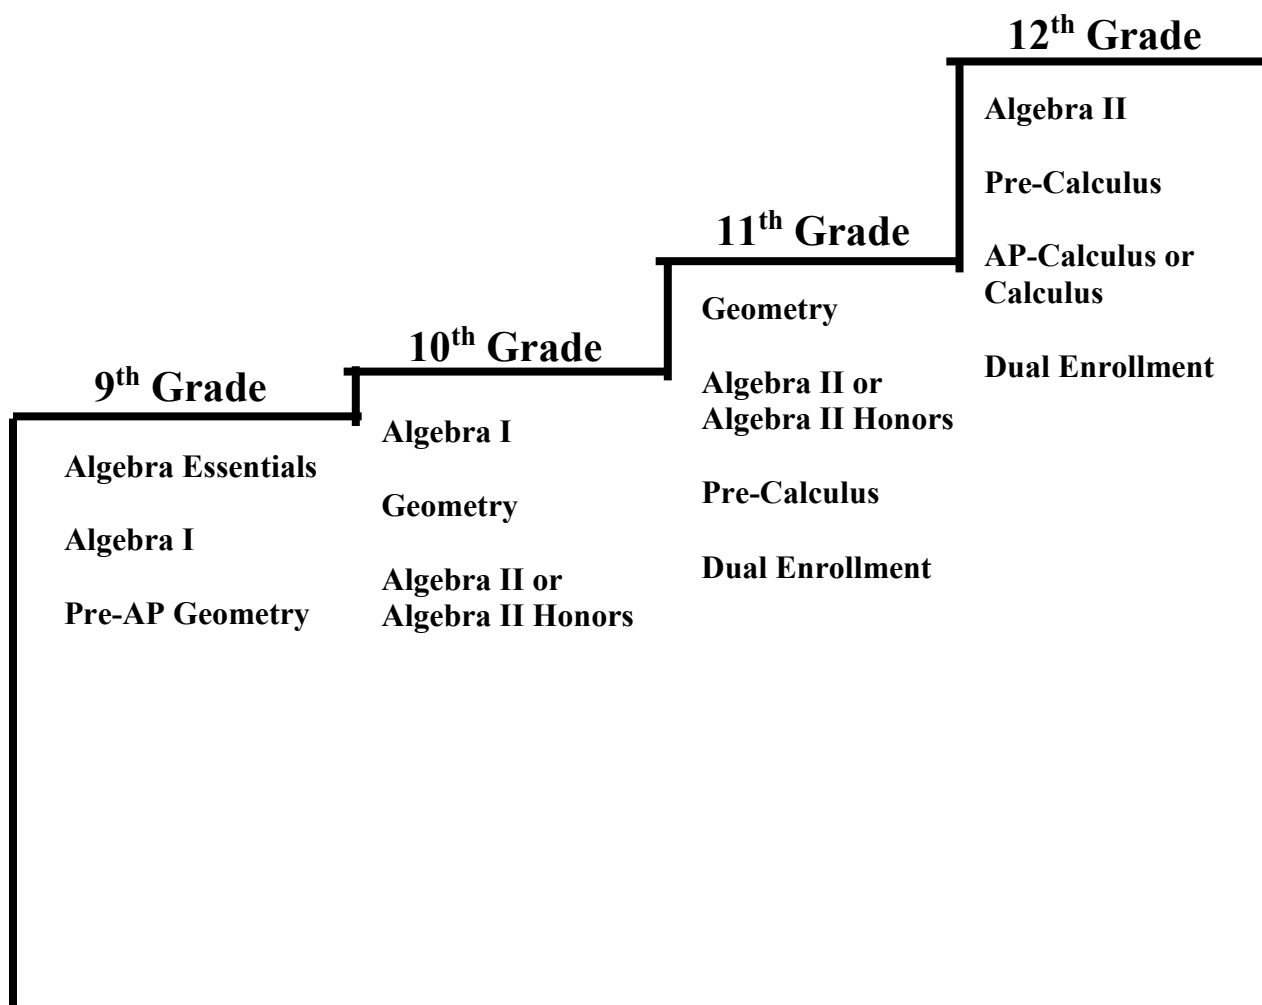 9th Grade
Algebra Essentials
Algebra I
Pre-AP Geometry
10th Grade
Algebra I
Geometry
Algebra II or
Algebra II Honors
11th Grade
Geometry
Algebra II or
Algebra II Honors
Pre-Calculus
Dual Enrollment
12th Grade
Algebra II
Pre-Calculus
AP-Calculus or
Calculus
Dual Enrollment